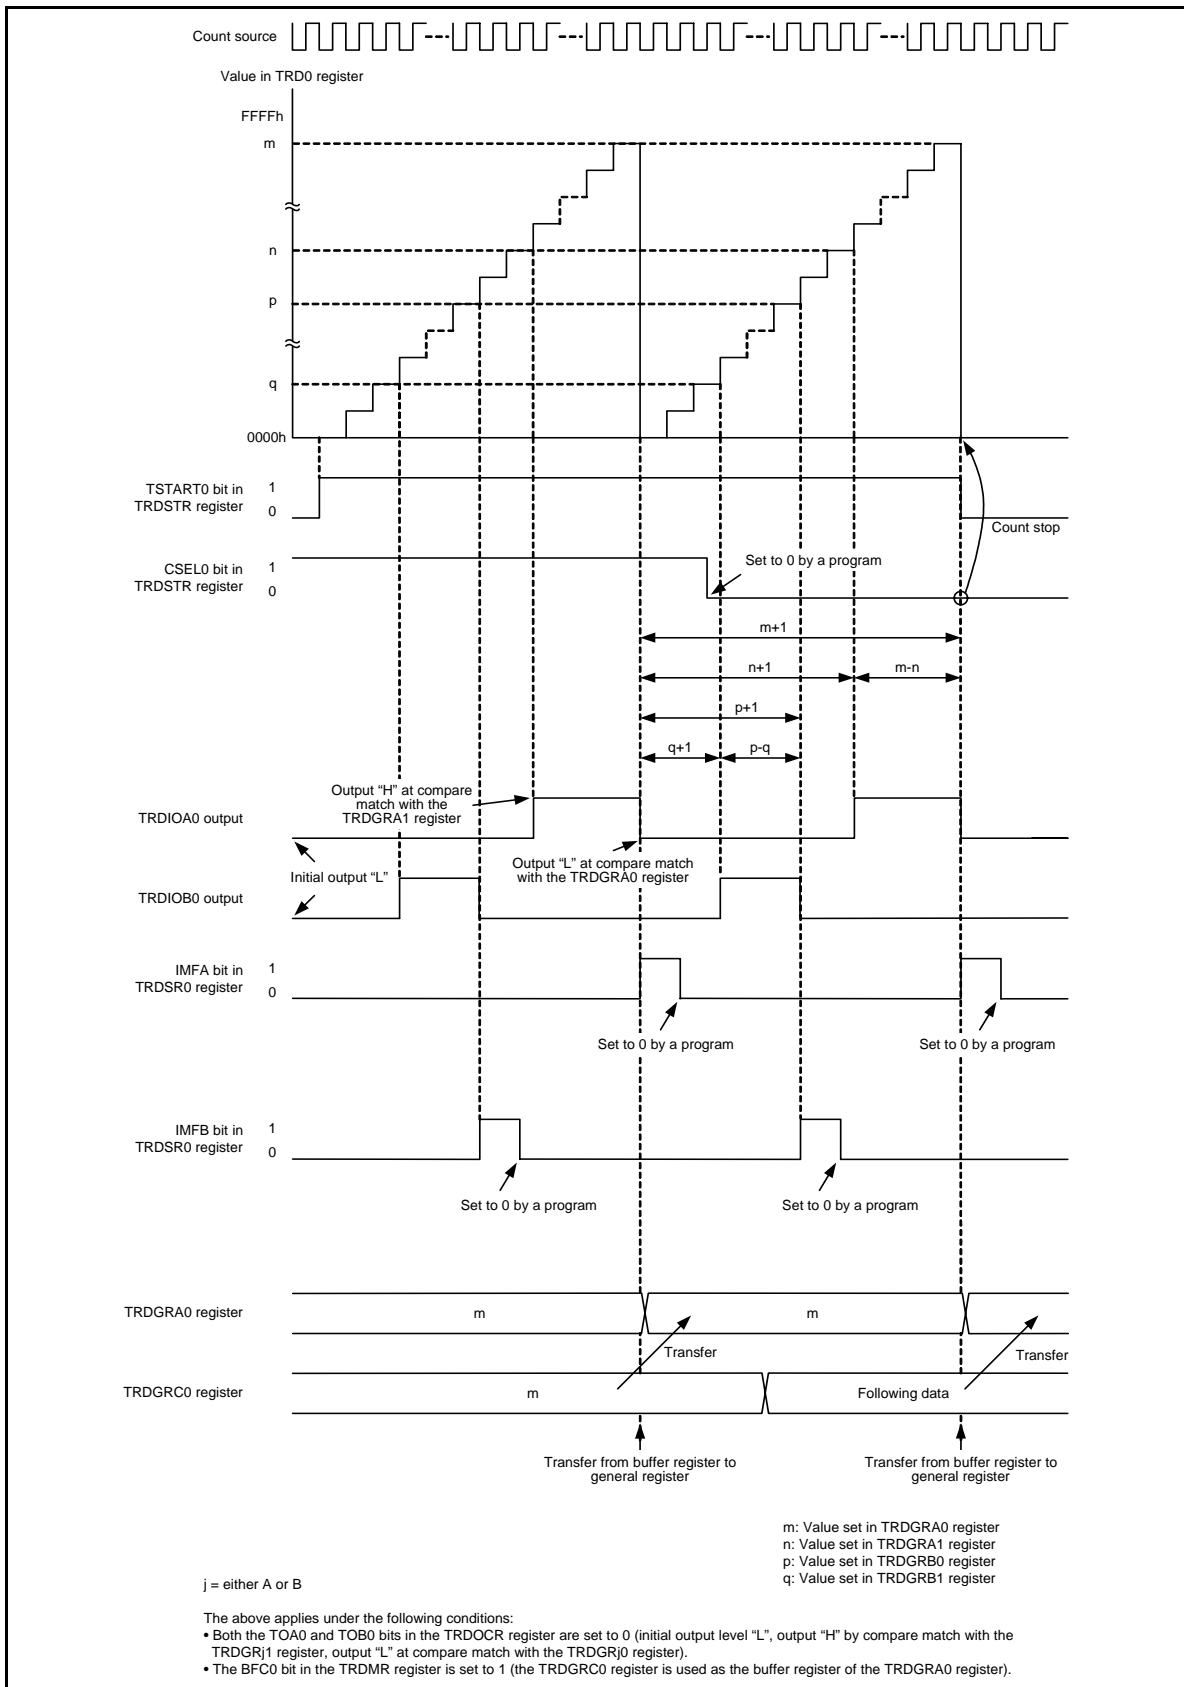 Count source
Value in TRD0 register
FFFFh
m
n
p
q
0000h
TSTART0 bit in
TRDSTR register
1
0
Count stop
CSEL0 bit in
TRDSTR register
1
0
Set to 0 by a program
m+1
n+1
m-n
p+1
q+1
p-q
Output “H” at compare
match with the
TRDGRA1 register
TRDIOA0 output
Output “L” at compare match
with the TRDGRA0 register
Initial output “L”
TRDIOB0 output
IMFA bit in
TRDSR0 register
1
0
Set to 0 by a program
Set to 0 by a program
IMFB bit in
TRDSR0 register
1
0
Set to 0 by a program
Set to 0 by a program
TRDGRA0 register
m
m
Transfer
Transfer
TRDGRC0 register
m
Following data
Transfer from buffer register to
general register
Transfer from buffer register to
general register
m: Value set in TRDGRA0 register
n: Value set in TRDGRA1 register
p: Value set in TRDGRB0 register
q: Value set in TRDGRB1 register
j = either A or B
The above applies under the following conditions:
• Both the TOA0 and TOB0 bits in the TRDOCR register are set to 0 (initial output level “L”, output “H” by compare match with the
TRDGRj1 register, output “L” at compare match with the TRDGRj0 register).
• The BFC0 bit in the TRDMR register is set to 1 (the TRDGRC0 register is used as the buffer register of the TRDGRA0 register).